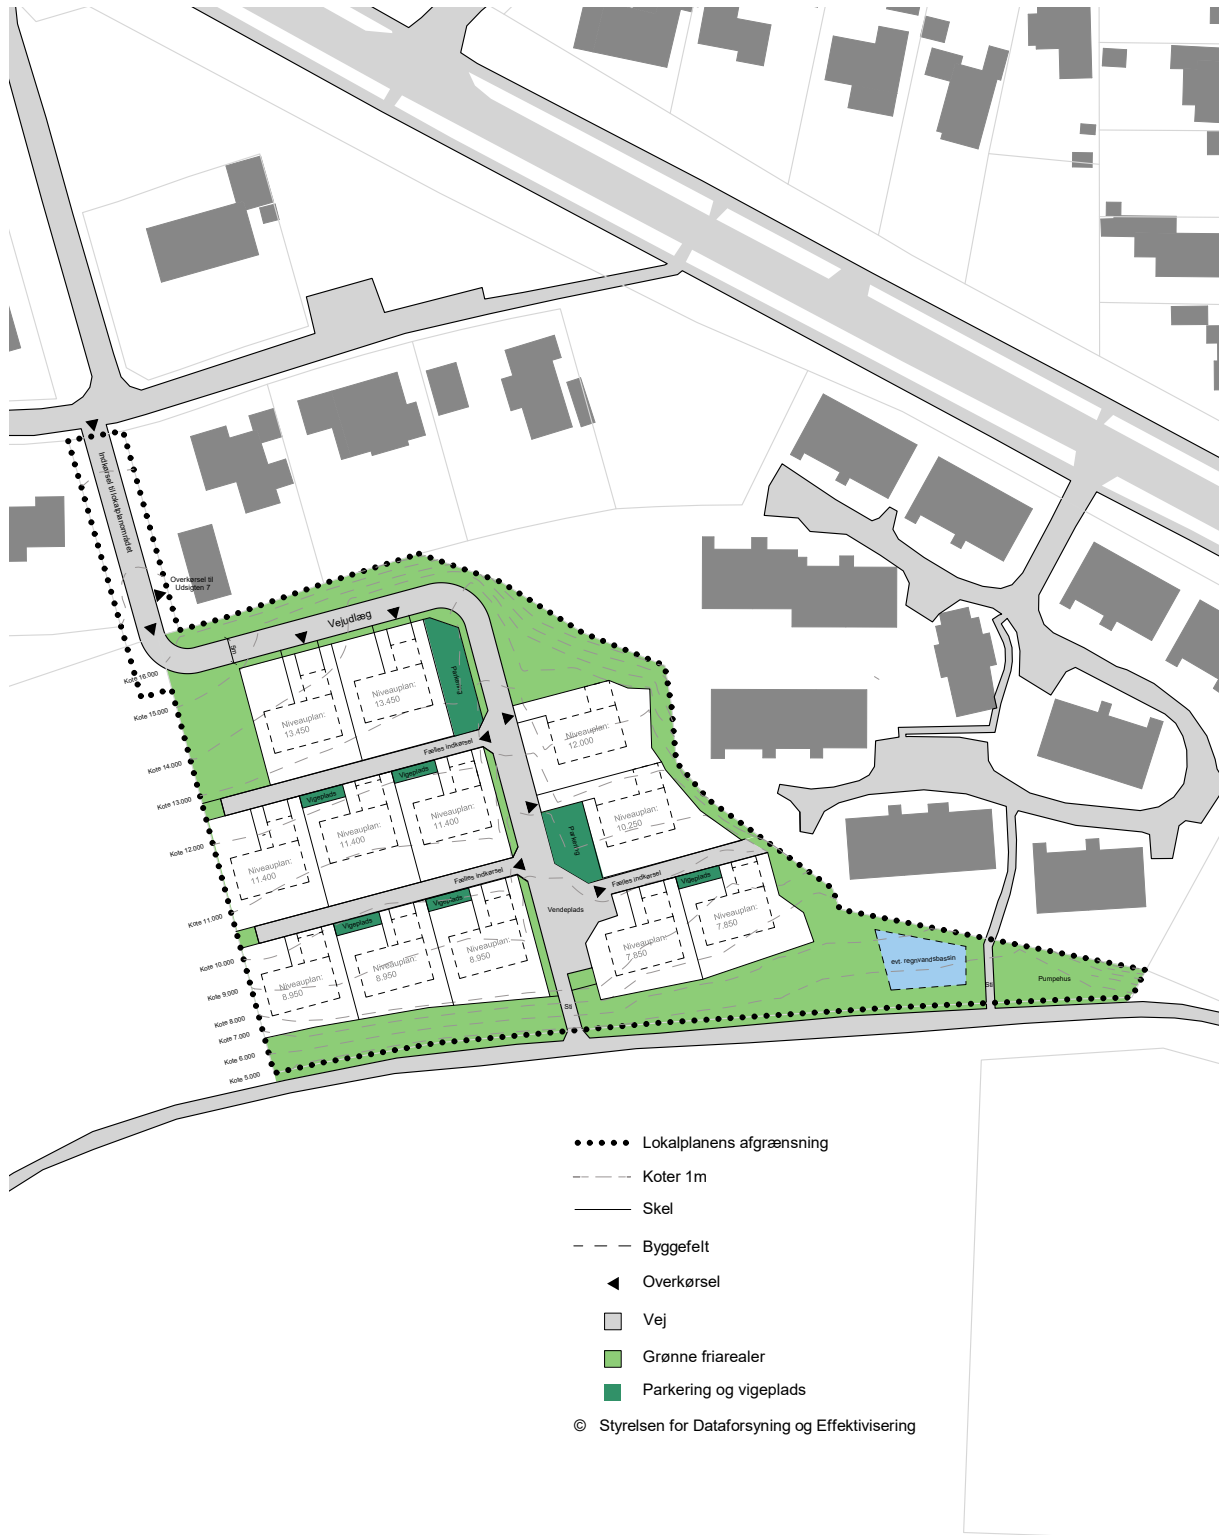 Indkørsel til lokalplanområdet
Overkørsel til
Udsigten 7
Vejudlæg
5m
Parkering
Kote 16.000
Kote 15.000
Kote 14.000
Kote 13.000
Kote 12.000
Kote 11.000
Kote 10.000
Kote 9.000
Kote 8.000
Kote 7.000
Kote 6.000
Kote 5.000
Niveauplan:
13.450
Niveauplan:
13.450
Niveauplan:
12.000
Fælles indkørsel
Vigeplads
Vigeplads
Niveauplan:
11.400
Niveauplan:
11.400
Niveauplan:
11.400
Parkering
Niveauplan:
10.250
Fælles indkørsel
Fælles indkørsel
Vigeplads
Vigeplads
Vigeplads
Vendeplads
Niveauplan:
8.950
Niveauplan:
8.950
Niveauplan:
8.950
Niveauplan:
7.850
Niveauplan:
7.850
Sti
evt. regnvandsbassin
Sti
Pumpehus
Lokalplanens afgrænsning
Koter 1m
Skel
Byggefelt
Overkørsel
Vej
Grønne friarealer
Parkering og vigeplads
© Styrelsen for Dataforsyning og Effektivisering